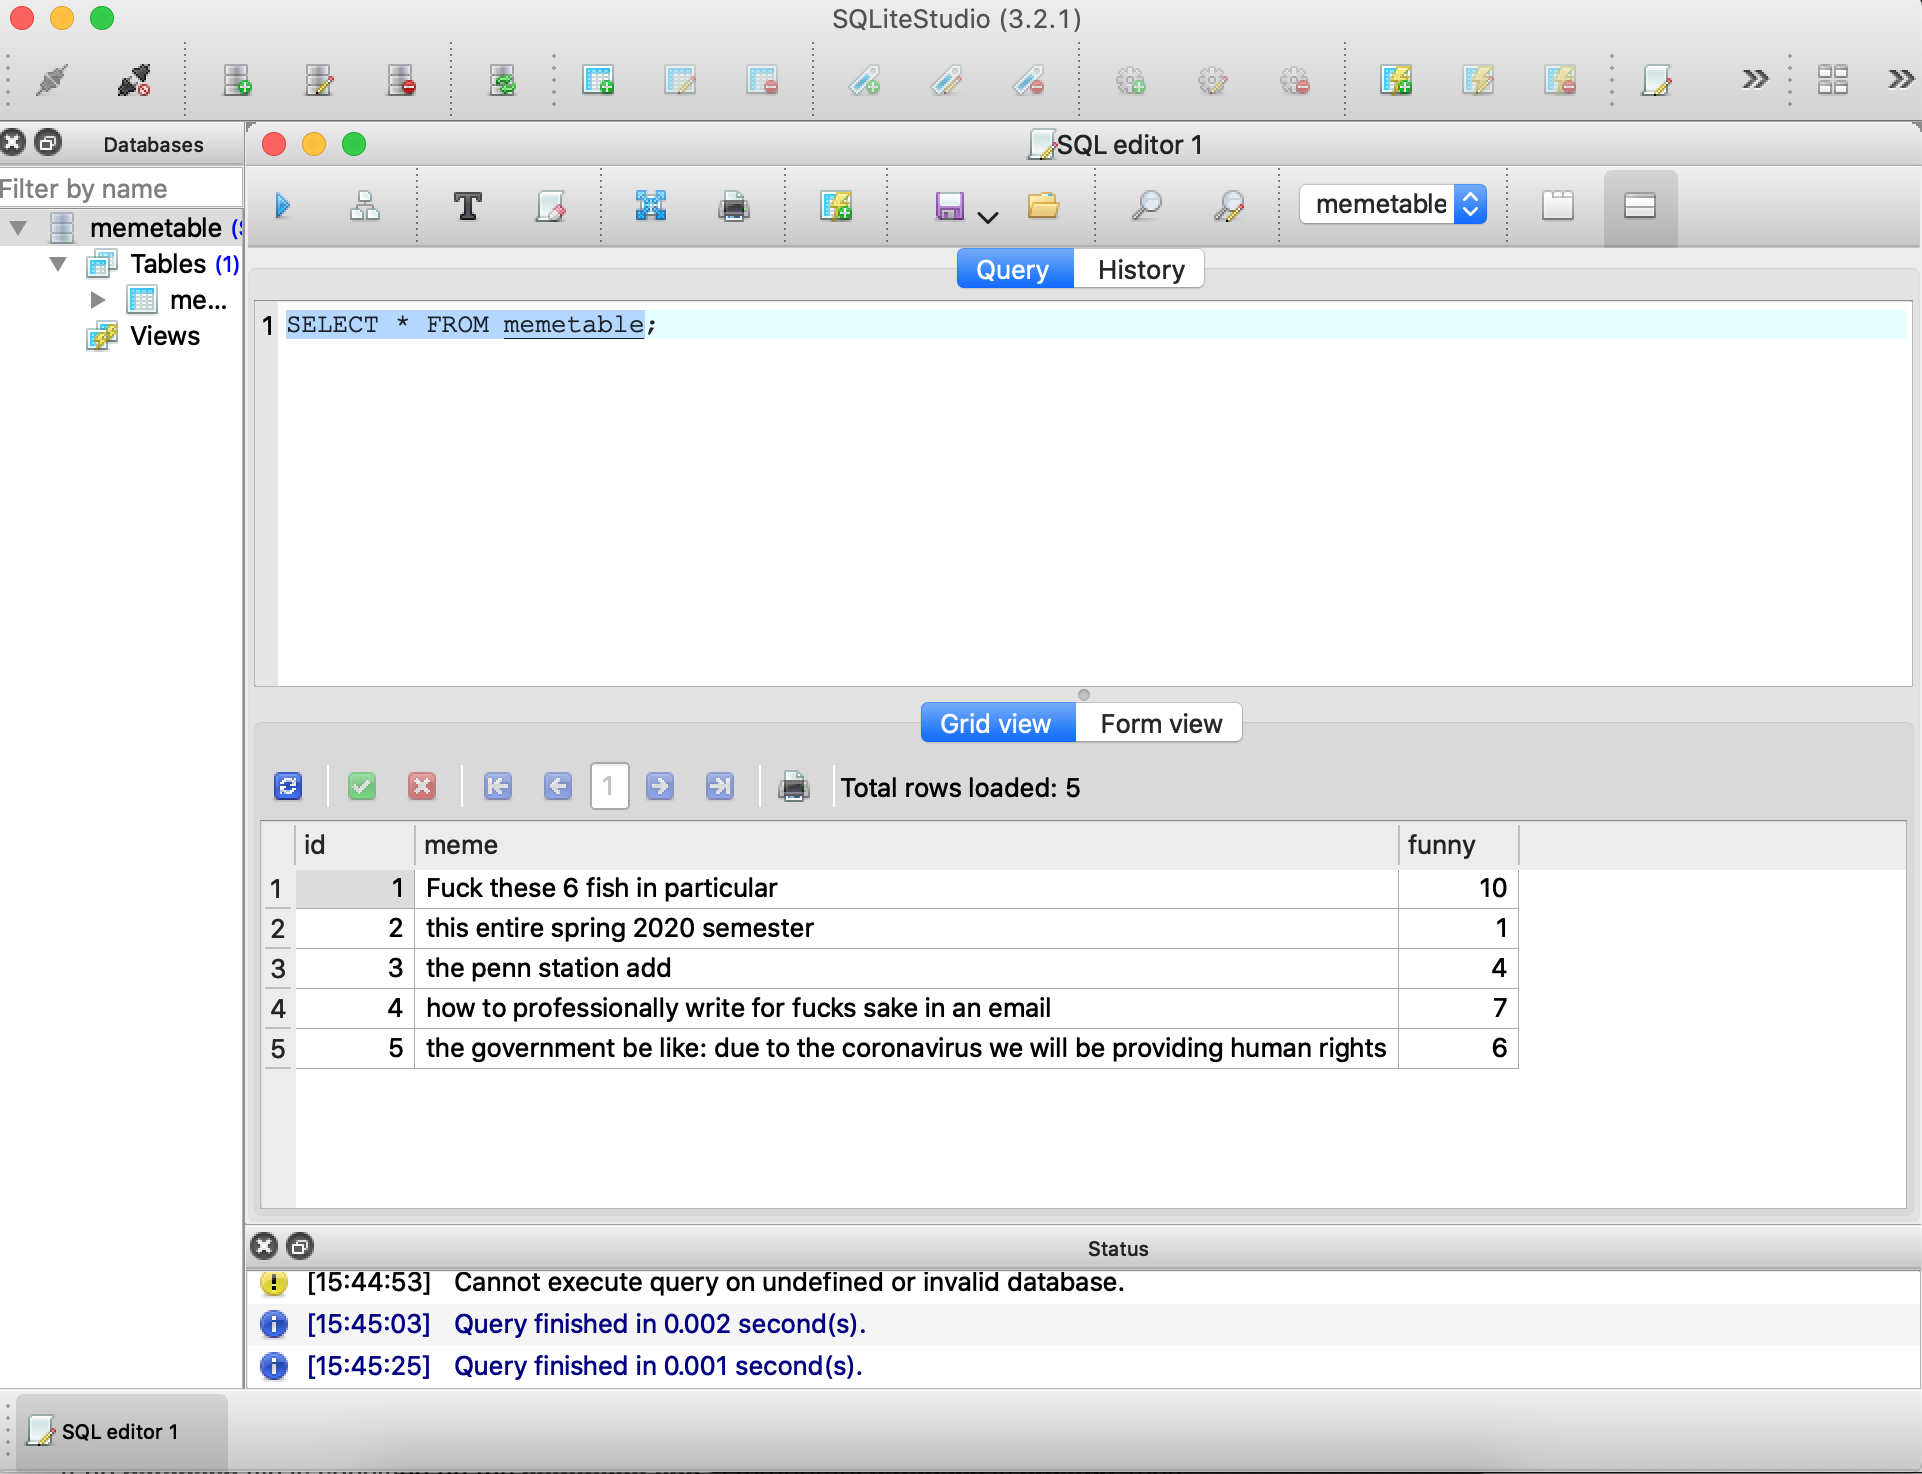 SQLiteStudio (3.2.1)
Databases
SQL editor 1
Filter by name
memetable
memetable
Tables (1)
me...
Views
Query
History
1 SELECT * FROM memetable;
Grid view
Form view
1
Total rows loaded: 5
id meme funny
1 1 Fuck these 6 fish in particular 10
2 2 this entire spring 2020 semester 1
3 3 the penn station add 4
4 4 how to professionally write for fucks sake in an email 7
5 5 the government be like: due to the coronavirus we will be providing human rights 6
Status
[15:44:53] Cannot execute query on undefined or invalid database.
[15:45:03] Query finished in 0.002 second(s).
[15:45:25] Query finished in 0.001 second(s).
SQL editor 1